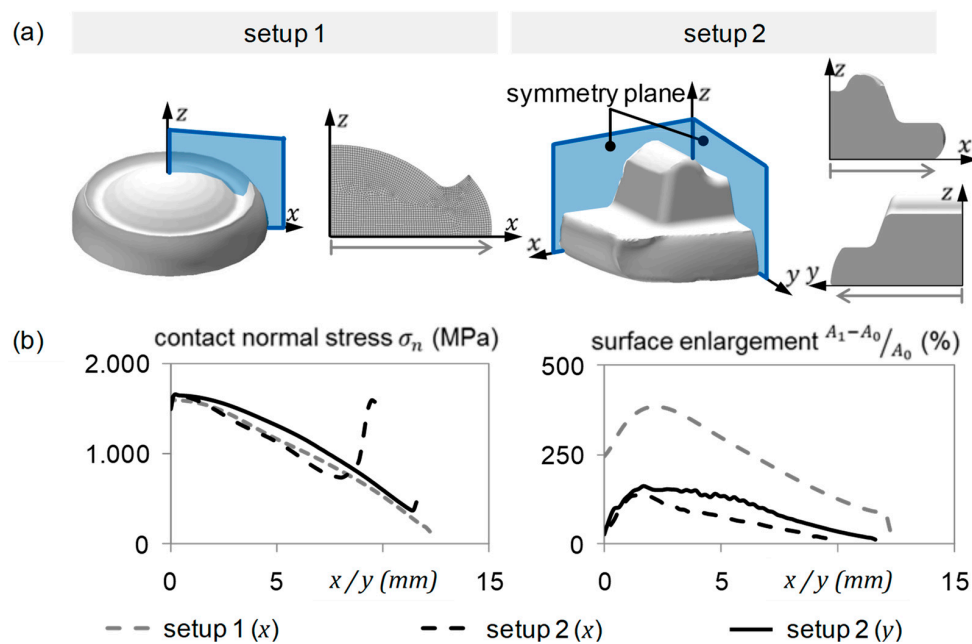 (a)
setup 1
setup 2
z
x
z
x
symmetry plane
z
x
y
z
x
z
y
(b)
contact normal stress σₙ (MPa)
2.000
1.000
0
0
5
x / y (mm)
15
surface enlargement A₁−A₀/A₀ (%)
500
250
0
0
5
x / y (mm)
15
setup 1 (x)
setup 2 (x)
setup 2 (y)